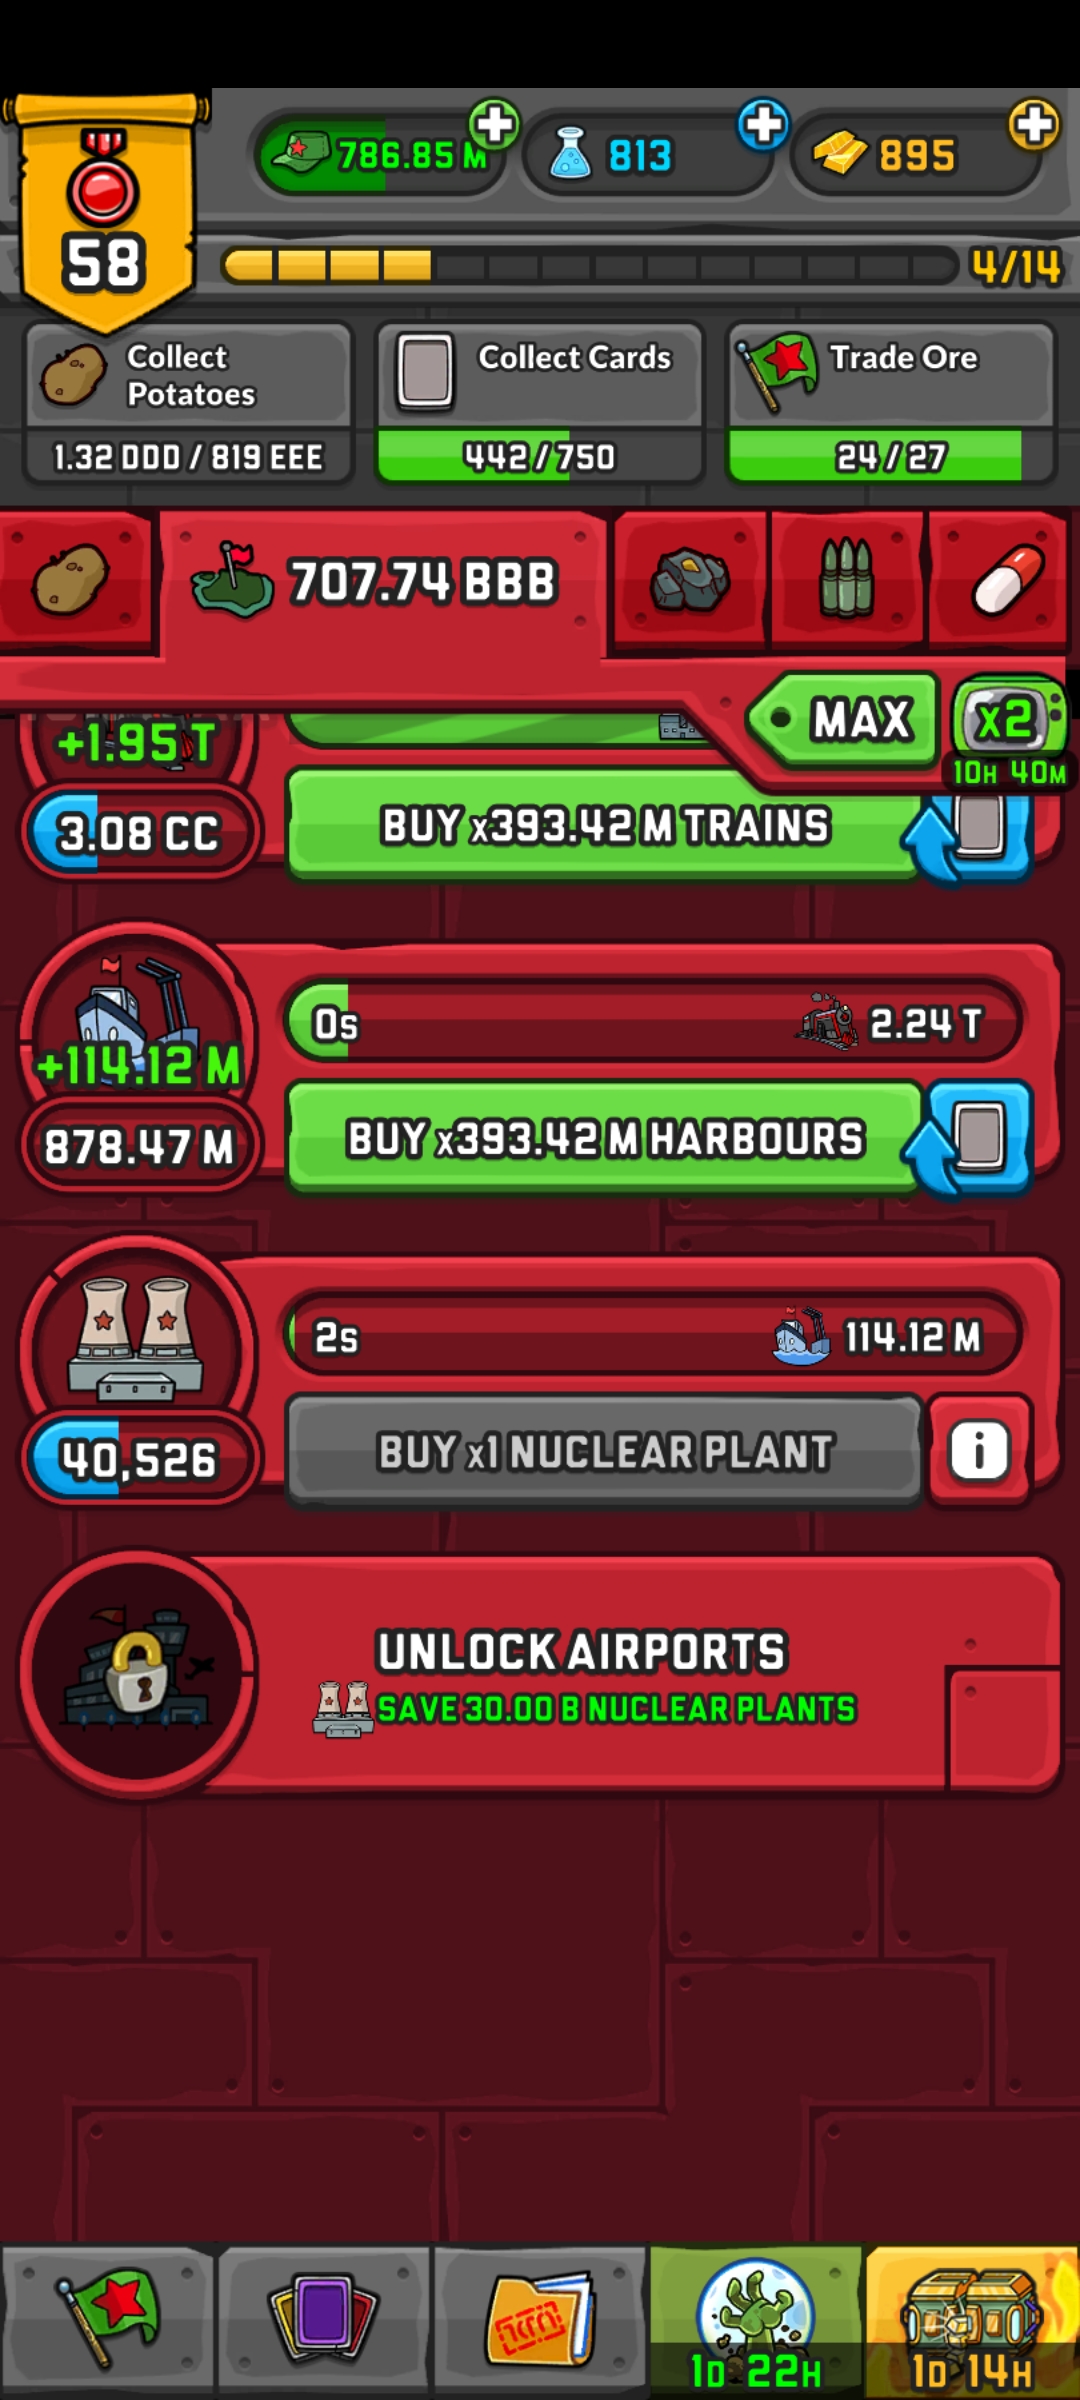 786.85 M
813
895
58
4/14
Collect
Potatoes
1.32 DDD / 819 EEE
Collect Cards
442/750
Trade Ore
24/27
707.74 BBB
MAX
x2
10H 40M
+1.95 T
3.08 CC
BUY x393.42 M TRAINS
+114.12 M
878.47 M
0s
2.24 T
BUY x393.42 M HARBOURS
2s
114.12 M
40,526
BUY x1 NUCLEAR PLANT
i
UNLOCK AIRPORTS
SAVE 30.00 B NUCLEAR PLANTS
1D 22H
1D 14H